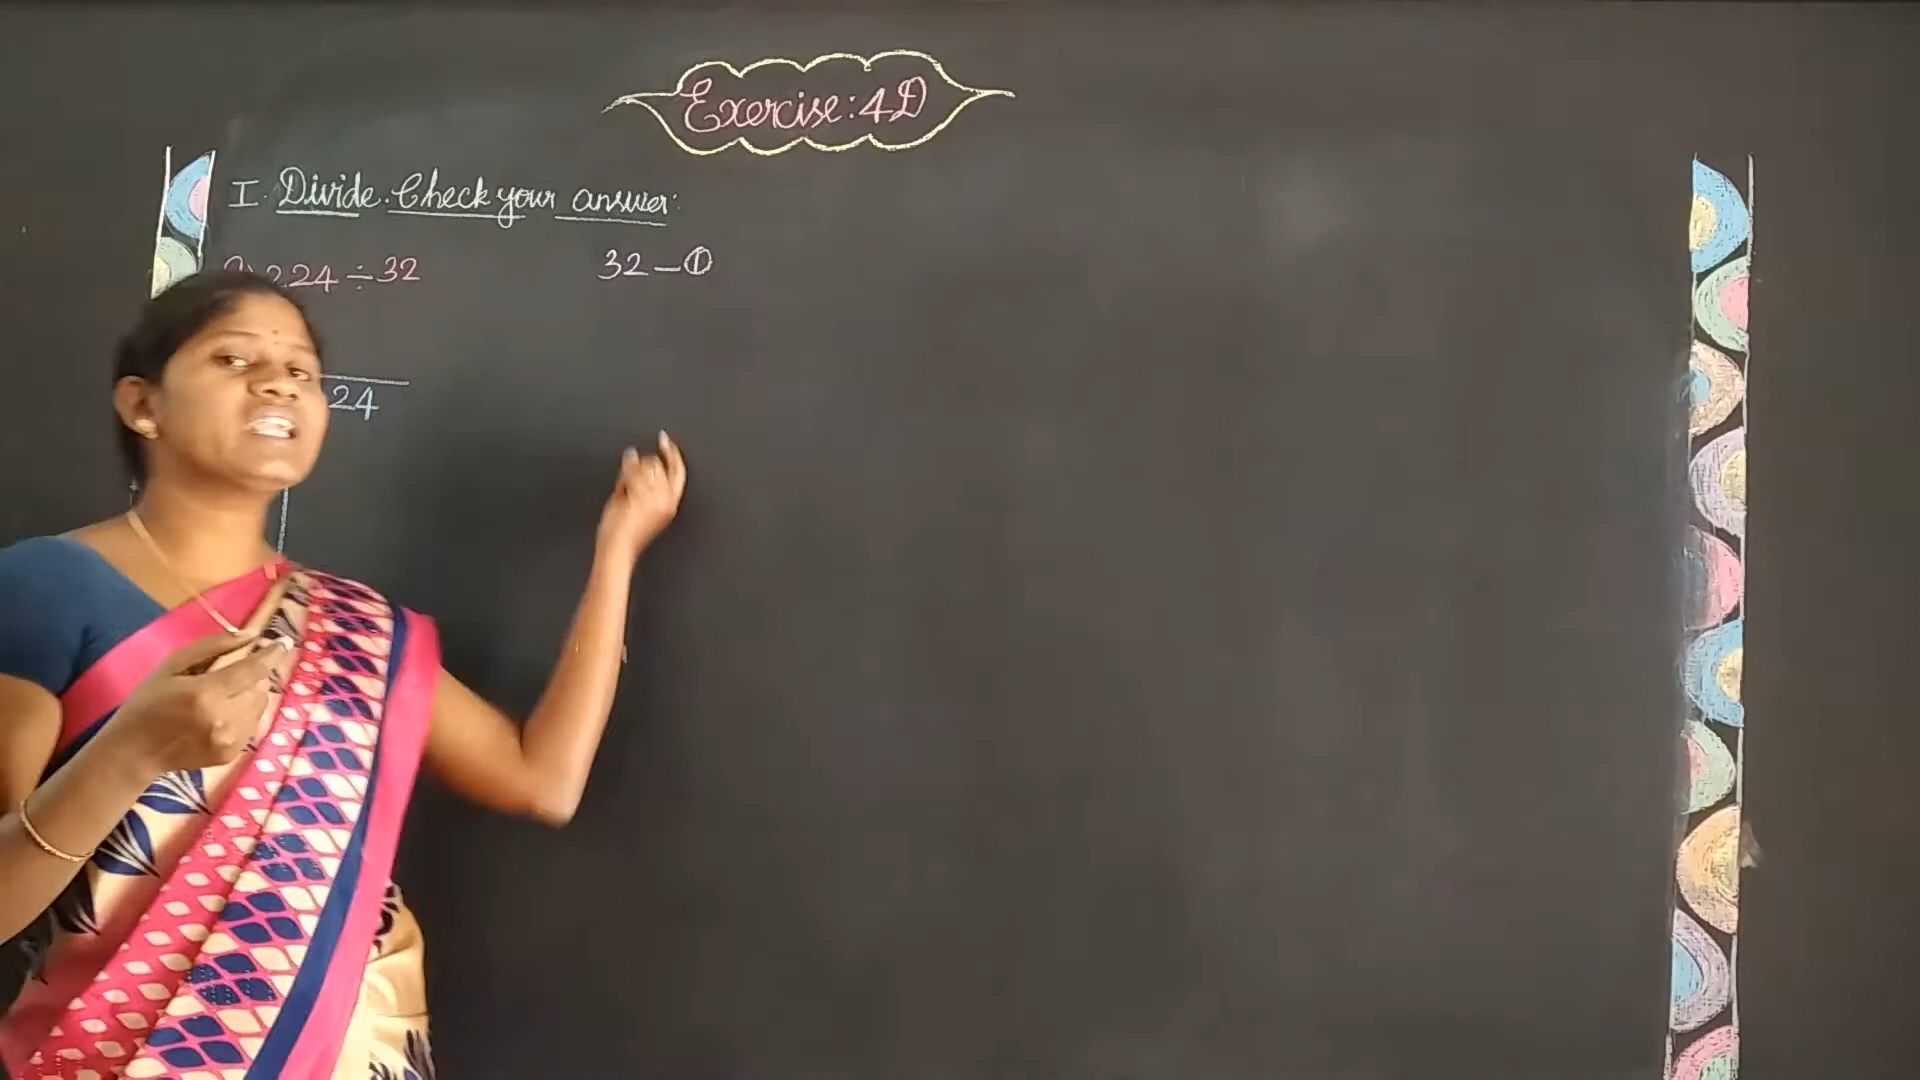 Exercise: 4D
I. Divide. Check your answer:
224 ÷ 32
32 – ①
24